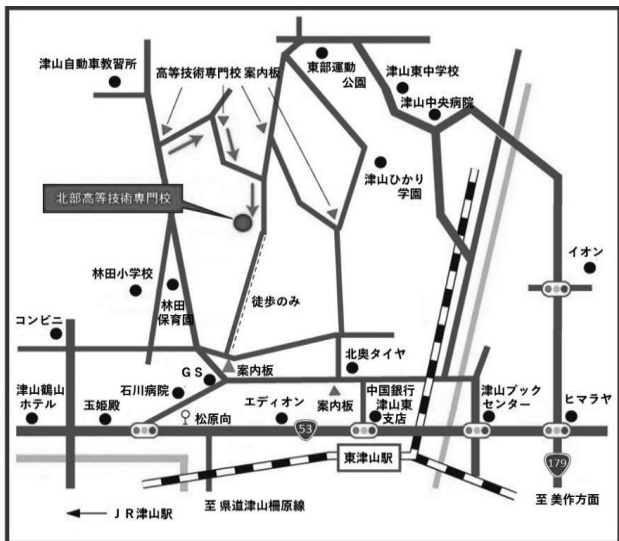 津山自動車教習所
高等技術専門校 案内板
東部運動
公園
津山東中学校
津山中央病院
津山ひかり
学園
北部高等技術専門校
林田小学校
林田
保育園
徒歩のみ
イオン
コンビニ
案内板
北奥タイヤ
GS
石川病院
津山鶴山
ホテル
玉姫殿
松原向
エディオン
案内板
中国銀行
津山東
支店
津山ブック
センター
ヒマラヤ
53
東津山駅
179
至 美作方面
至 県道津山柵原線
JR津山駅